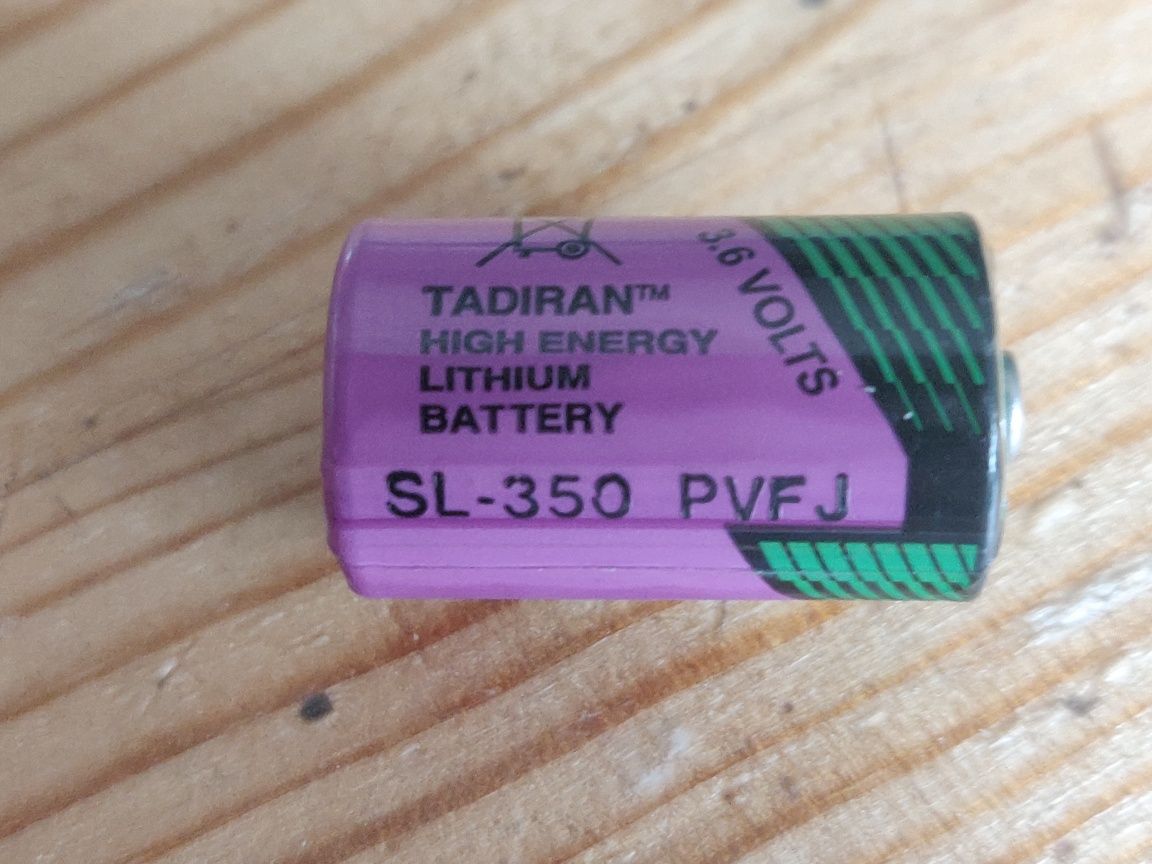 TADIRAN™
HIGH ENERGY
LITHIUM
BATTERY
3.6 VOLTS
SL-350 PVFJ